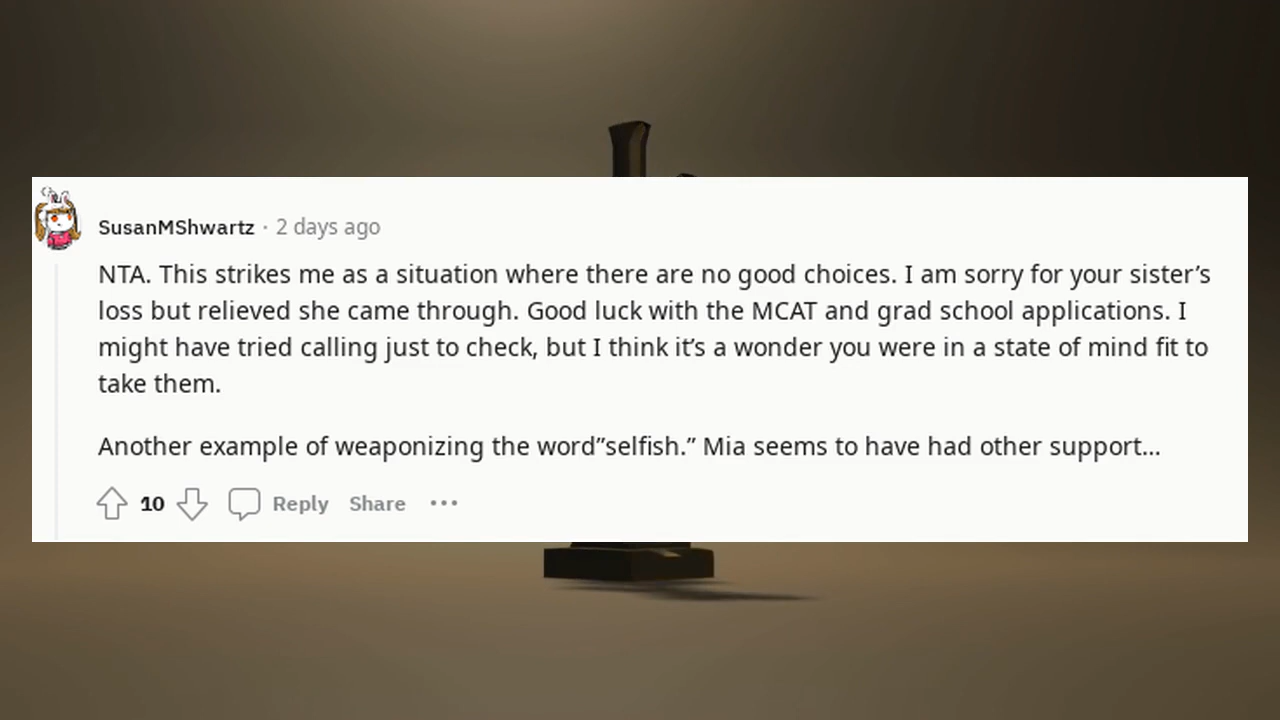 SusanMShwartz · 2 days ago
NTA. This strikes me as a situation where there are no good choices. I am sorry for your sister’s
loss but relieved she came through. Good luck with the MCAT and grad school applications. I
might have tried calling just to check, but I think it’s a wonder you were in a state of mind fit to
take them.
Another example of weaponizing the word”selfish.” Mia seems to have had other support...
10 Reply Share